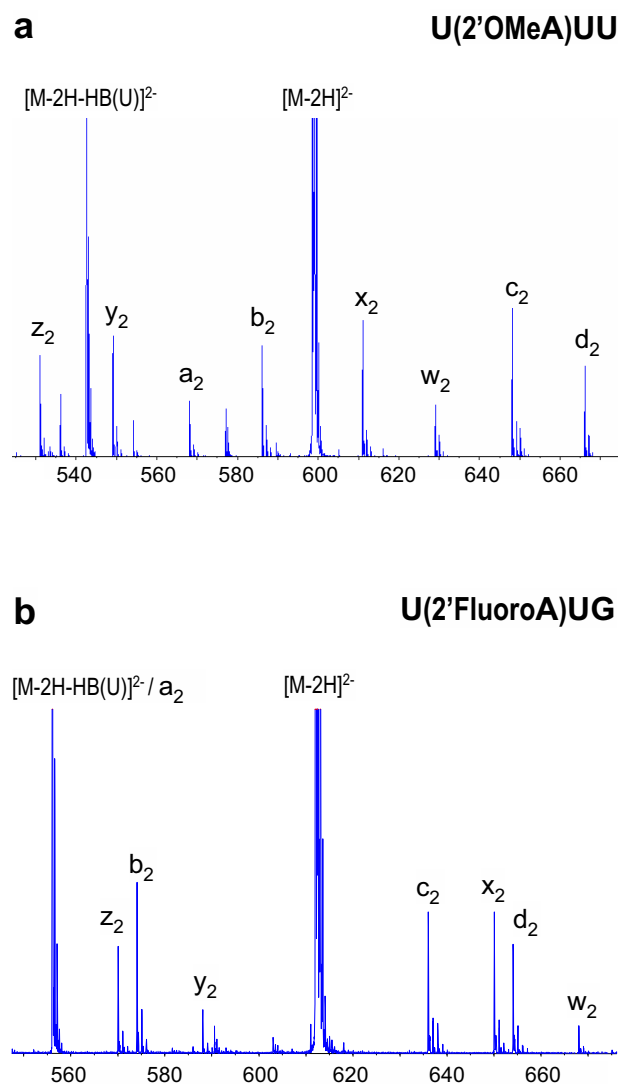 a
U(2'OMeA)UU
[M-2H-HB(U)]2-
[M-2H]2-
z2
y2
a2
b2
x2
w2
c2
d2
540
560
580
600
620
640
660
b
U(2'FluoroA)UG
[M-2H-HB(U)]2- / a2
[M-2H]2-
z2
b2
y2
c2
x2
d2
w2
560
580
600
620
640
660